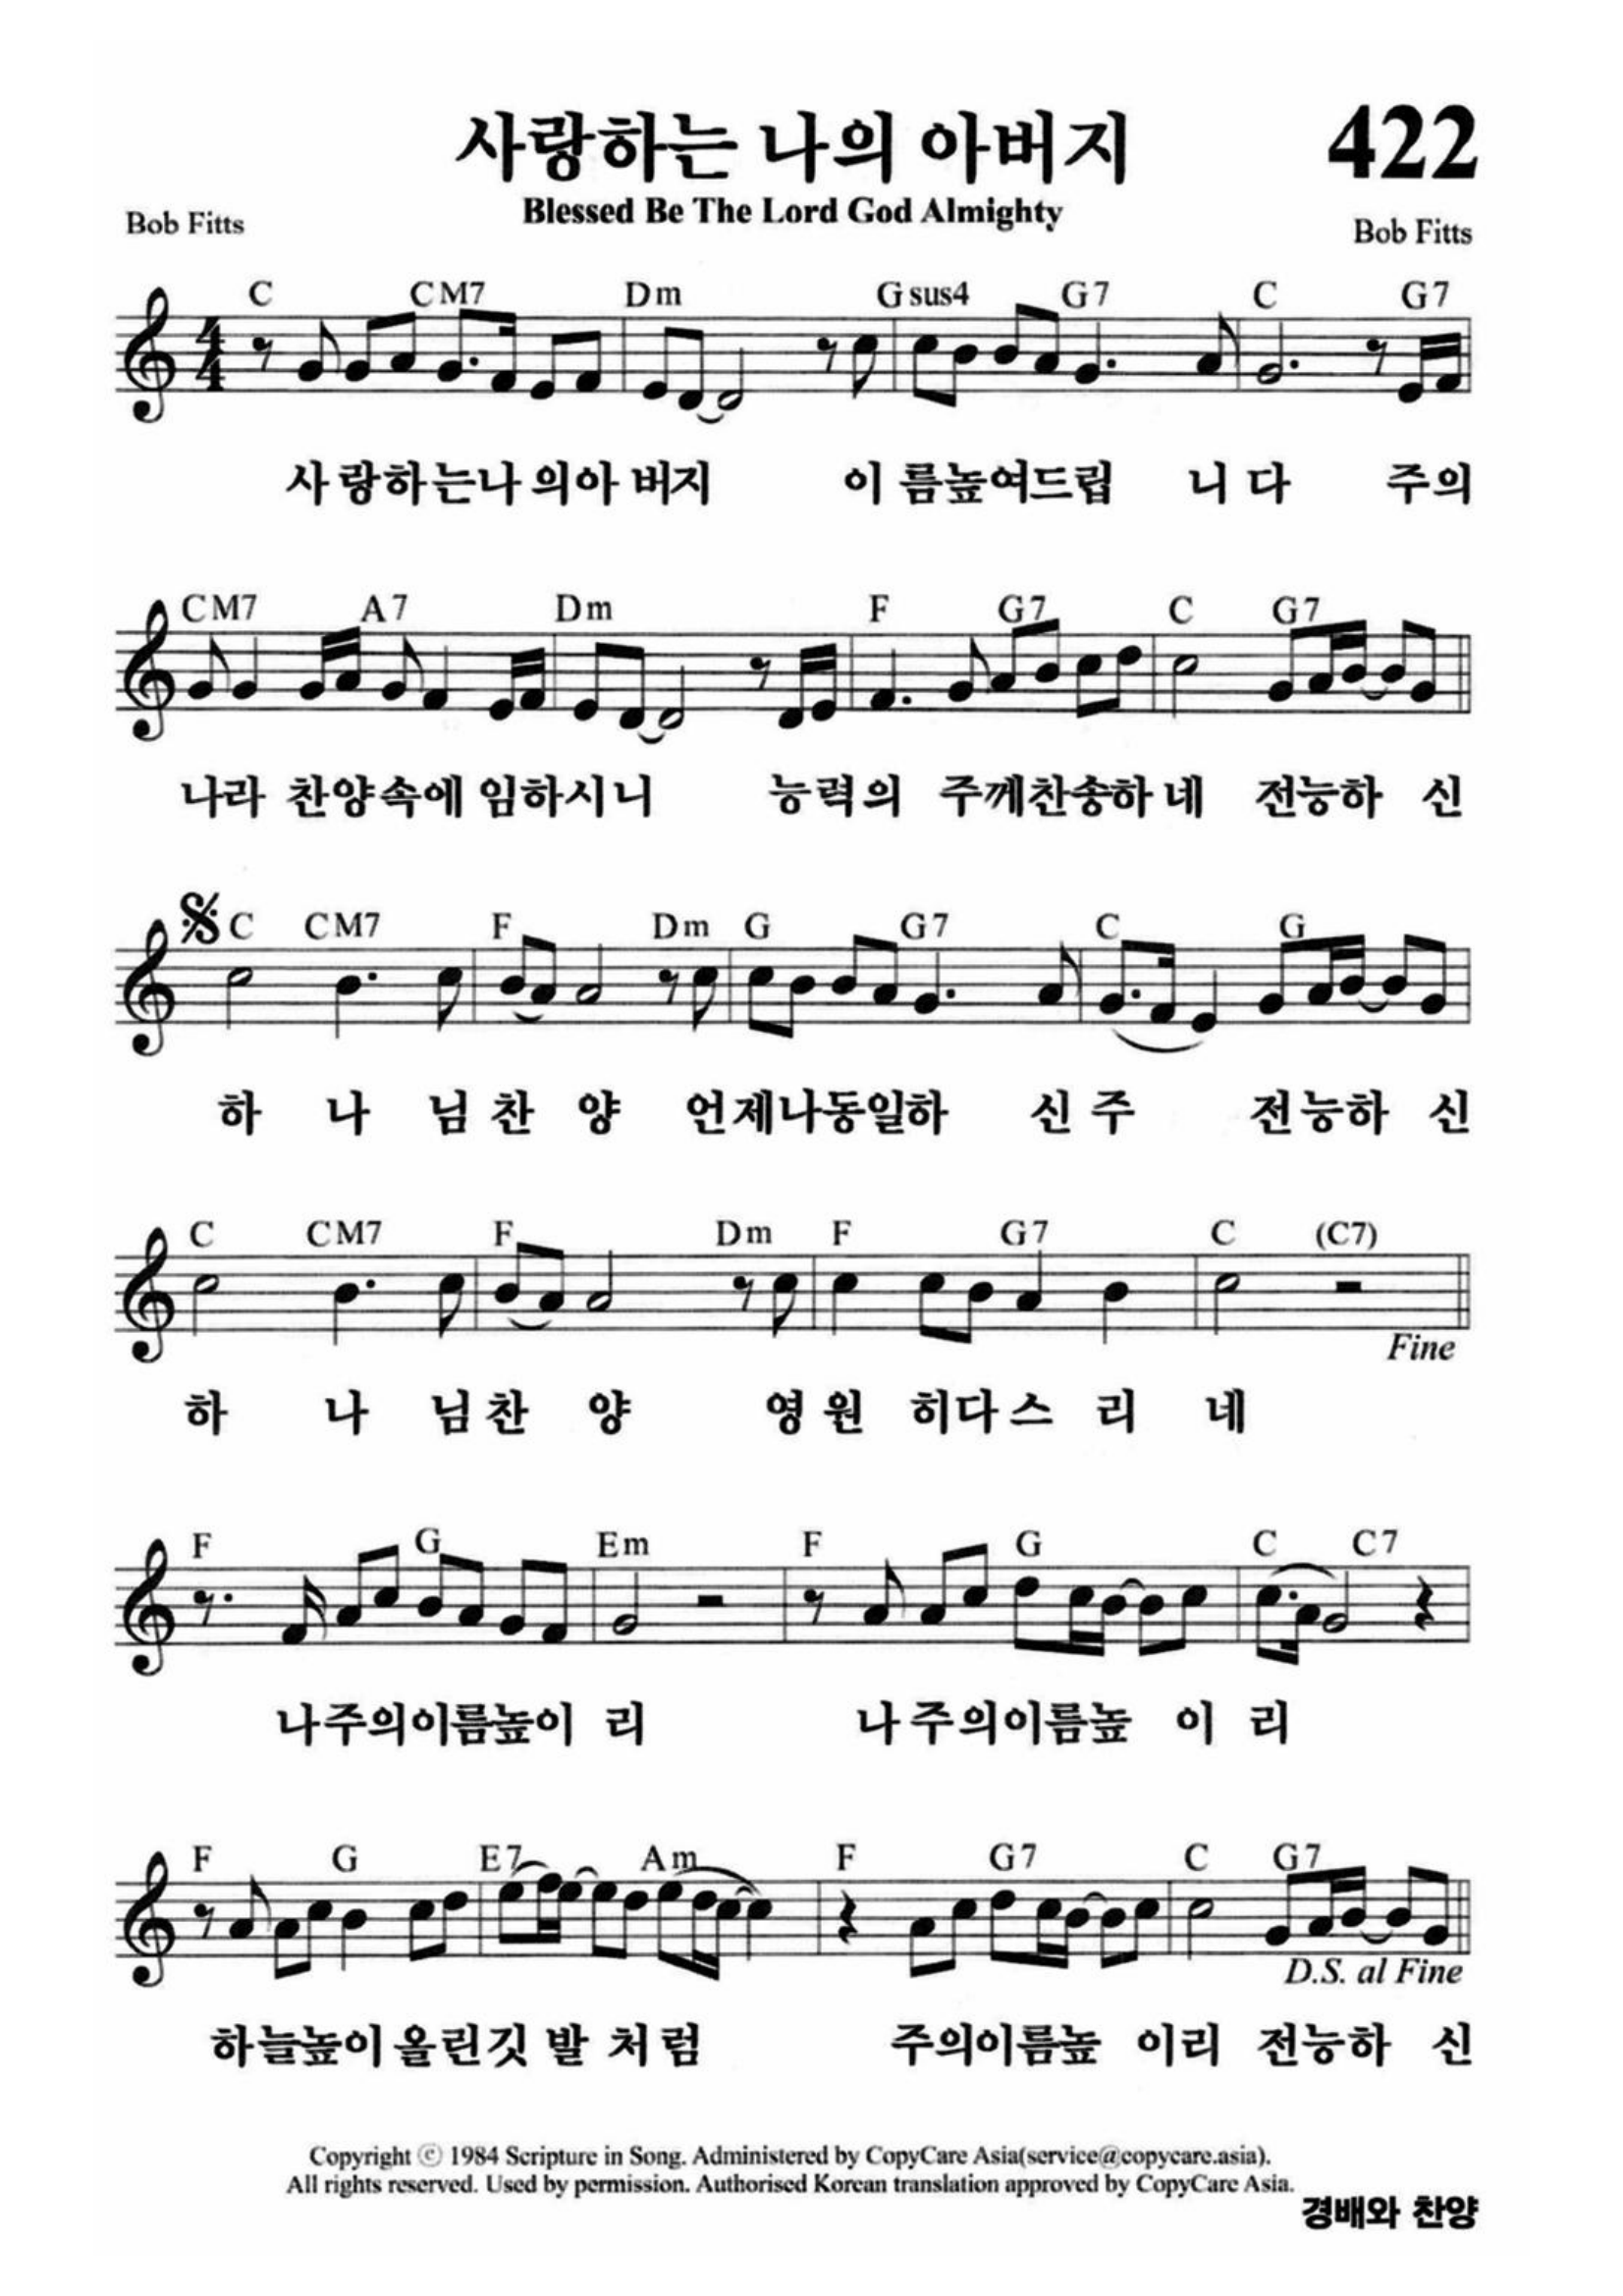 사랑하는 나의 아버지 422
Blessed Be The Lord God Almighty
Bob Fitts Bob Fitts
C CM7 Dm Gsus4 G7 C G7
사랑하는나의아버지 이름높여드립 니다 주의
CM7 A7 Dm F G7 C G7
나라 찬양속에 임하시니 능력의 주께찬송하네 전능하 신
C CM7 F Dm G G7 C G
하 나 님찬 양 언제나동일하 신주 전능하 신
C CM7 F Dm F G7 C (C7)
Fine
하 나 님찬 양 영원 히다스 리 네
F G Em F G C C7
나주의이름높이 리 나주의이름높 이 리
F G E7 Am F G7 C G7
D.S. al Fine
하늘높이올린깃 발 처 럼 주의이름높 이리 전능하 신
Copyright ⓒ 1984 Scripture in Song. Administered by CopyCare Asia(service@copycare.asia).
All rights reserved. Used by permission. Authorised Korean translation approved by CopyCare Asia.
경배와 찬양